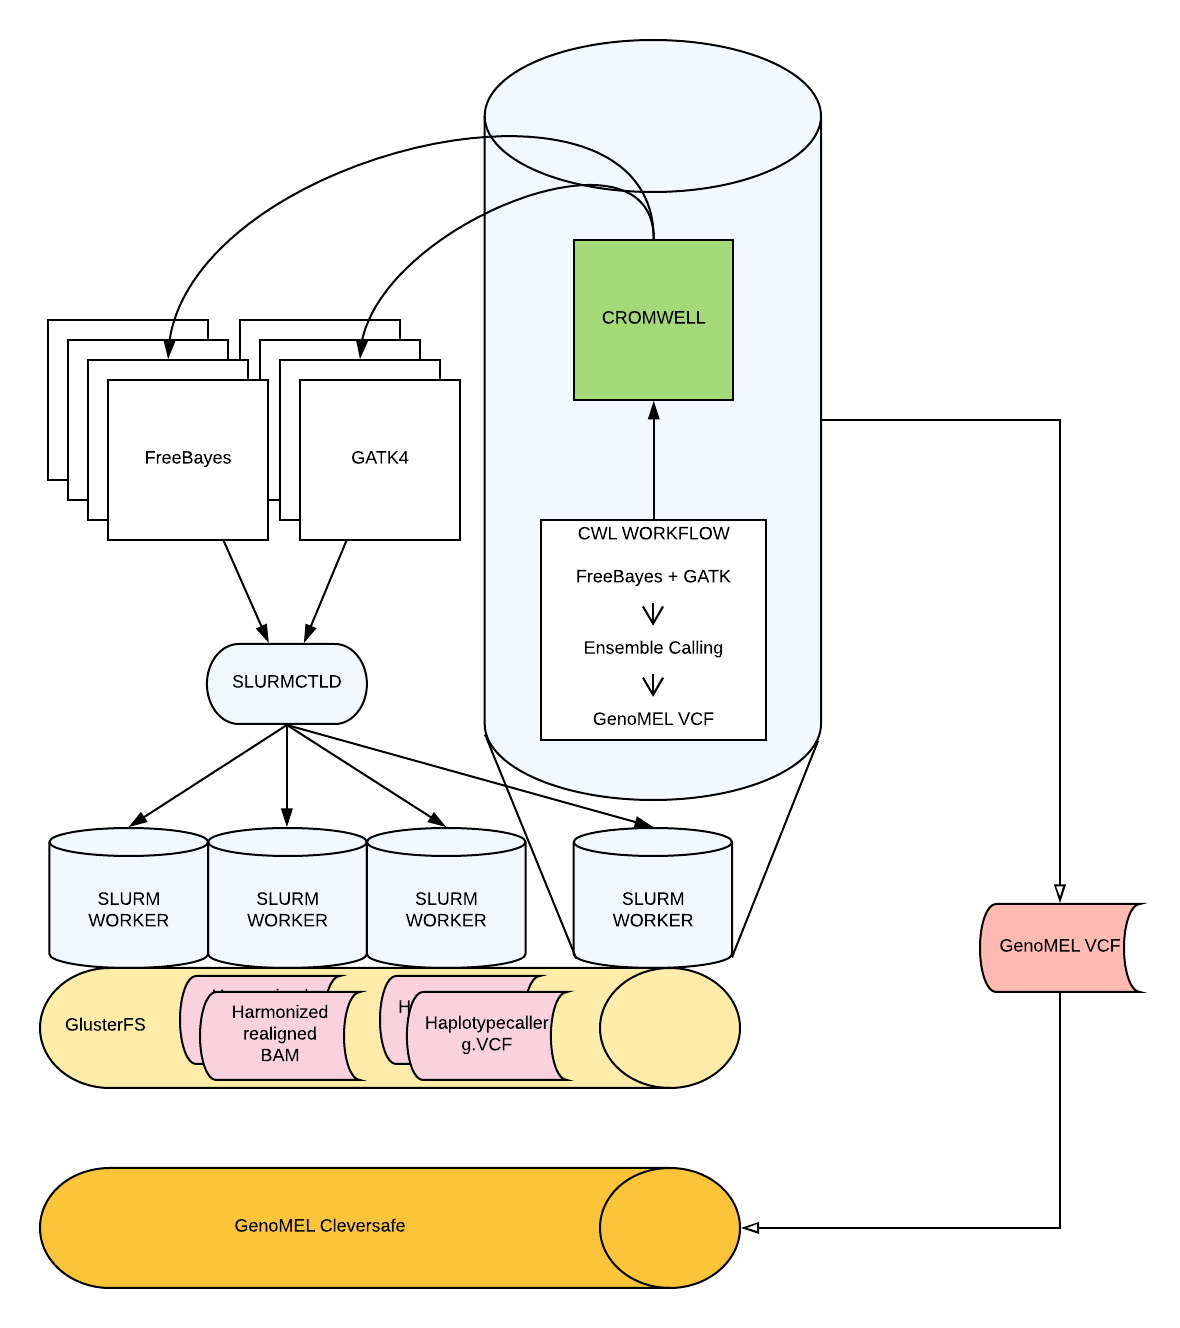 CROMWELL
FreeBayes
GATK4
CWL WORKFLOW
FreeBayes + GATK
Ensemble Calling
GenoMEL VCF
SLURMCTLD
SLURM
WORKER
SLURM
WORKER
SLURM
WORKER
SLURM
WORKER
GenoMEL VCF
GlusterFS
Harmonized
realigned
BAM
Haplotypecaller
g.VCF
GenoMEL Cleversafe